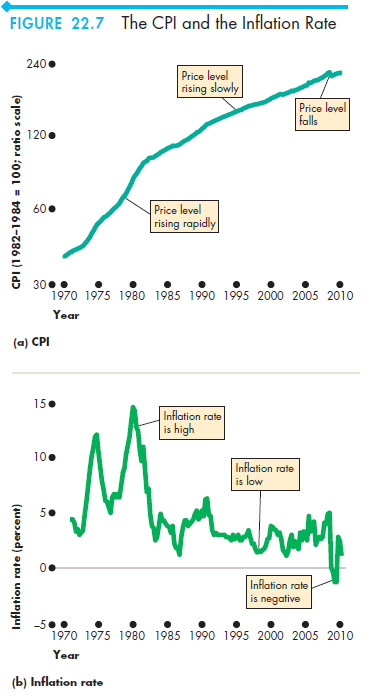 FIGURE 22.7 The CPI and the Inflation Rate
240
120
60
30
CPI (1982–1984 = 100; ratio scale)
Price level
rising slowly
Price level
falls
Price level
rising rapidly
1970 1975 1980 1985 1990 1995 2000 2005 2010
Year
(a) CPI
15
10
5
0
–5
Inflation rate (percent)
Inflation rate
is high
Inflation rate
is low
Inflation rate
is negative
1970 1975 1980 1985 1990 1995 2000 2005 2010
Year
(b) Inflation rate